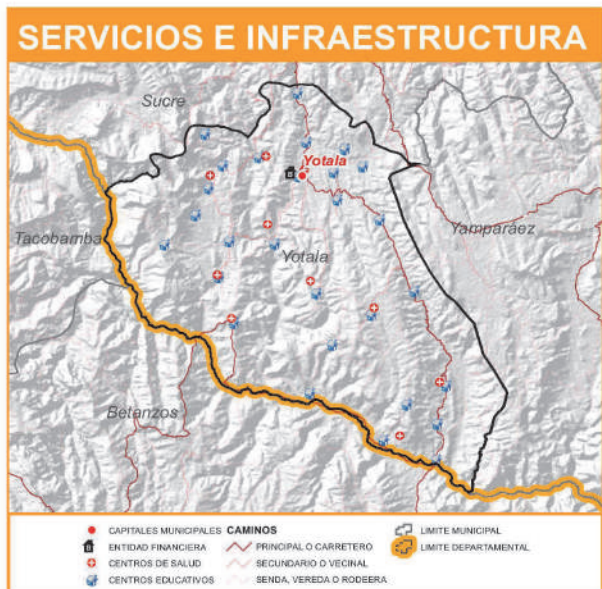 SERVICIOS E INFRAESTRUCTURA
Sucre
Yotala
Tacobamba
Yotala
Yamparáez
Betanzos
CAPITALES MUNICIPALES
ENTIDAD FINANCIERA
CENTROS DE SALUD
CENTROS EDUCATIVOS
CAMINOS
PRINCIPAL O CARRETERO
SECUNDARIO O VECINAL
SENDA, VEREDA O RODEERA
LIMITE MUNICIPAL
LIMITE DEPARTAMENTAL